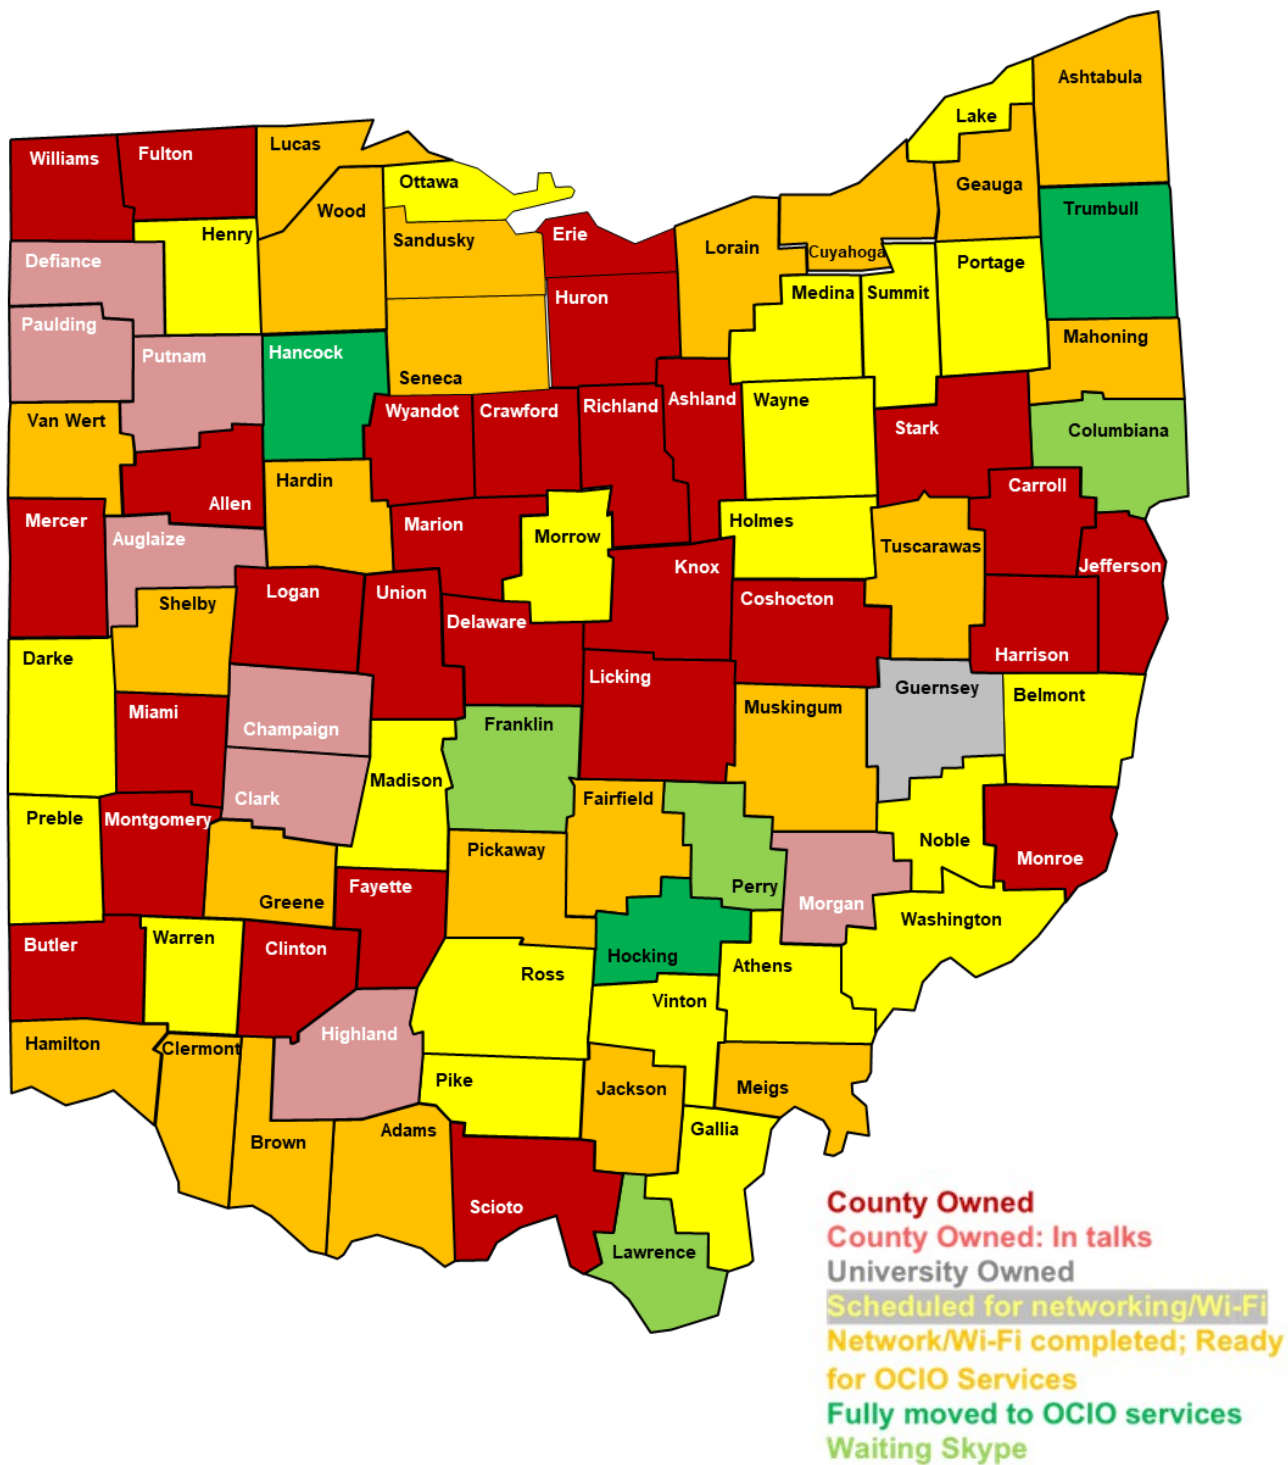 Ashtabula
Lake
Lucas
Fulton
Williams
Ottawa
Geauga
Trumbull
Wood
Henry
Erie
Sandusky
Lorain
Cuyahoga
Defiance
Portage
Medina
Summit
Huron
Paulding
Mahoning
Putnam
Hancock
Seneca
Ashland
Wayne
Richland
Wyandot
Crawford
Van Wert
Stark
Columbiana
Hardin
Carroll
Allen
Mercer
Holmes
Marion
Auglaize
Morrow
Tuscarawas
Knox
Jefferson
Logan
Union
Coshocton
Shelby
Delaware
Harrison
Darke
Licking
Guernsey
Belmont
Muskingum
Miami
Franklin
Champaign
Madison
Clark
Fairfield
Preble
Montgomery
Noble
Pickaway
Monroe
Fayette
Perry
Greene
Morgan
Washington
Warren
Butler
Clinton
Hocking
Athens
Ross
Vinton
Highland
Hamilton
Clermont
Pike
Jackson
Meigs
Gallia
Adams
Brown
Scioto
Lawrence
County Owned
County Owned: In talks
University Owned
Scheduled for networking/Wi-Fi
Network/Wi-Fi completed; Ready
for OCIO Services
Fully moved to OCIO services
Waiting Skype